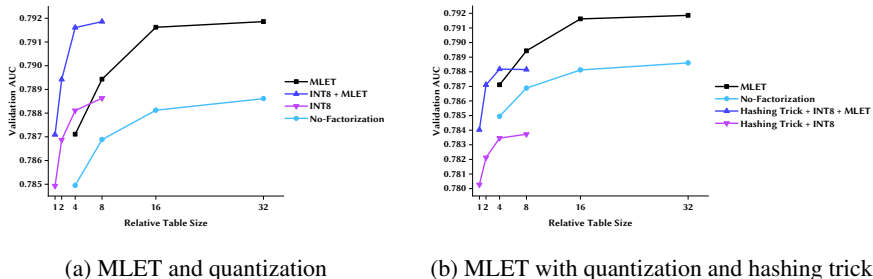 0.792
0.791
0.790
0.789
0.788
0.787
0.786
0.785
Validation AUC
1 2 4 8 16 32
Relative Table Size
MLET
INT8 + MLET
INT8
No-Factorization
(a) MLET and quantization
0.792
0.791
0.790
0.789
0.788
0.787
0.786
0.785
0.784
0.783
0.782
0.781
0.780
Validation AUC
1 2 4 8 16 32
Relative Table Size
MLET
No-Factorization
Hashing Trick + INT8 + MLET
Hashing Trick + INT8
(b) MLET with quantization and hashing trick